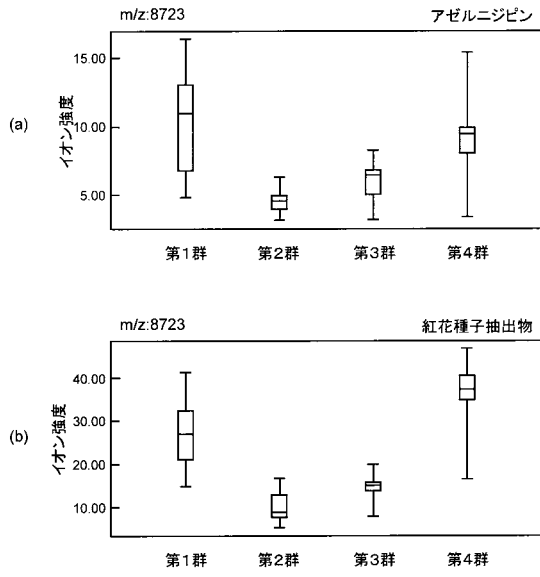 m/z:8723 アゼルニジピン
(a)
イオン強度
15.00
10.00
5.00
第1群 第2群 第3群 第4群
m/z:8723 紅花種子抽出物
(b)
イオン強度
40.00
30.00
20.00
10.00
第1群 第2群 第3群 第4群